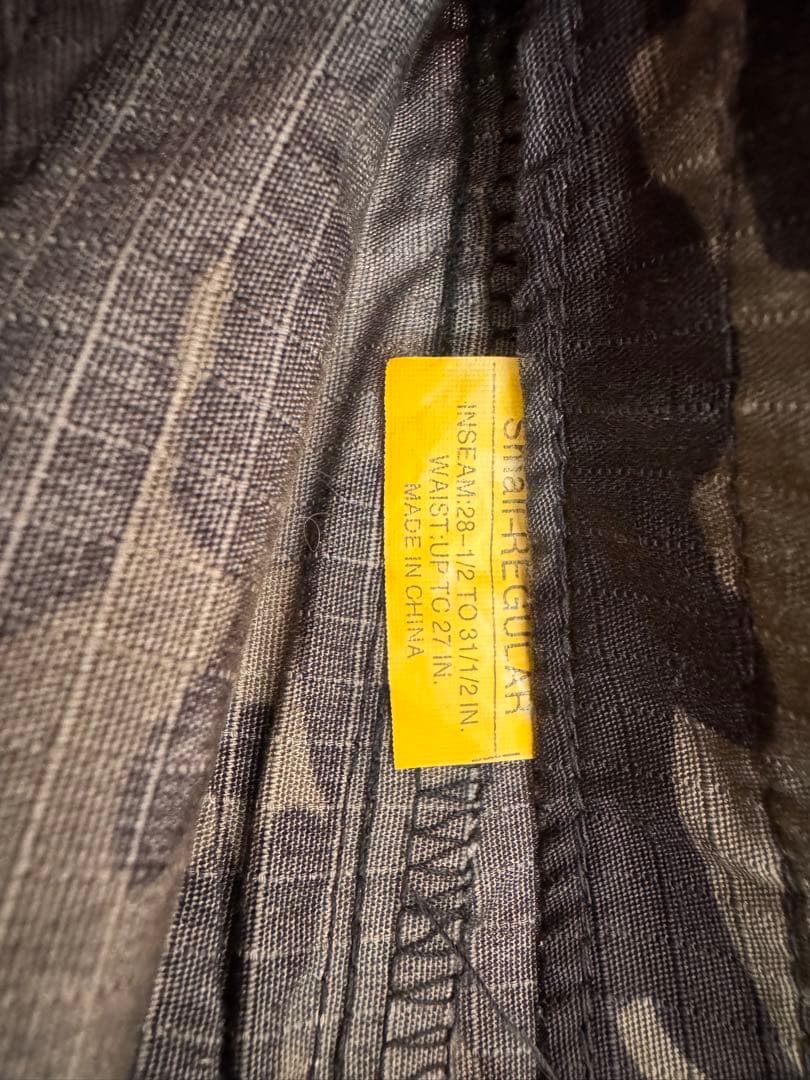 Small-REGULAR
INSEAM:28-1/2 TO 31/1/2 IN.
WAIST:UP TO 27 IN.
MADE IN CHINA